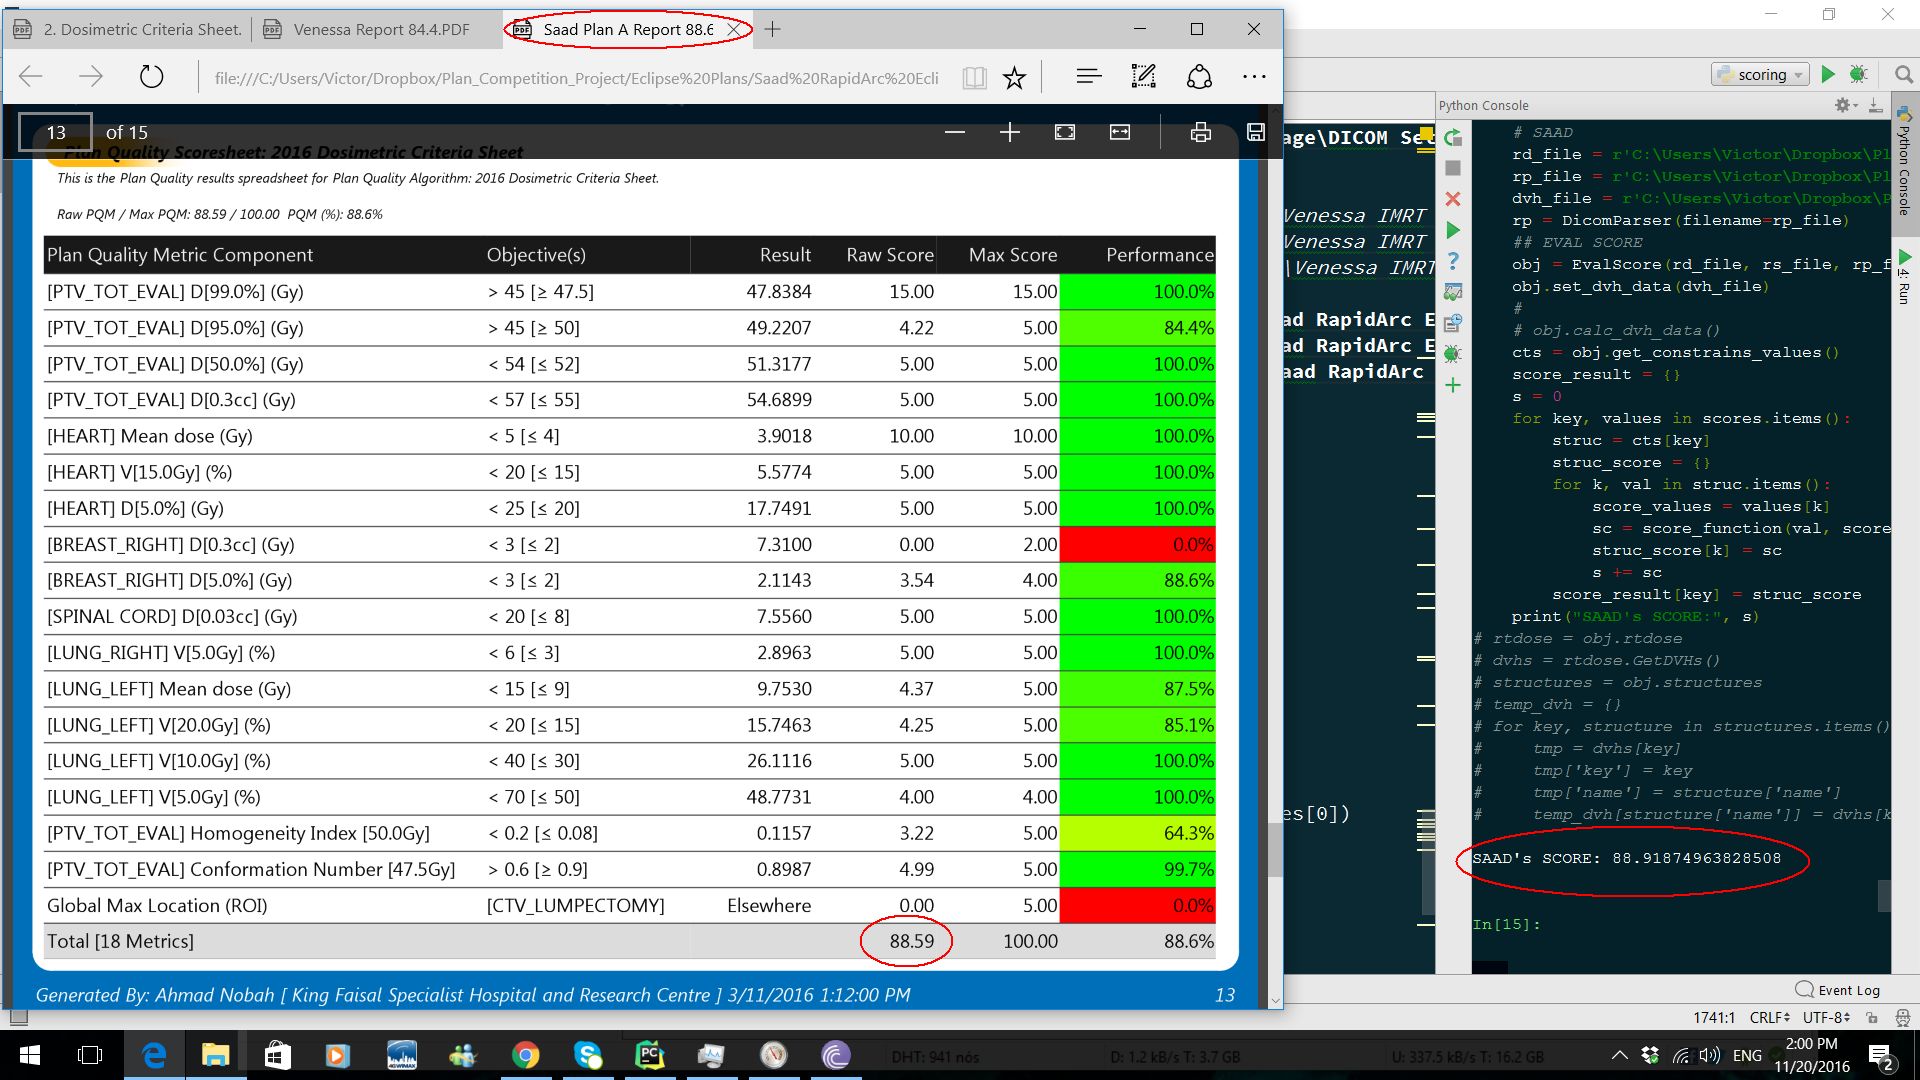 2. Dosimetric Criteria Sheet.
Venessa Report 84.4.PDF
Saad Plan A Report 88.6
file:///C:/Users/Victor/Dropbox/Plan_Competition_Project/Eclipse%20Plans/Saad%20RapidArc%20Ecli
13 of 15
Plan Quality Scoresheet: 2016 Dosimetric Criteria Sheet
This is the Plan Quality results spreadsheet for Plan Quality Algorithm: 2016 Dosimetric Criteria Sheet.
Raw PQM / Max PQM: 88.59 / 100.00 PQM (%): 88.6%
Plan Quality Metric Component Objective(s) Result Raw Score Max Score Performance
[PTV_TOT_EVAL] D[99.0%] (Gy) > 45 [≥ 47.5] 47.8384 15.00 15.00 100.0%
[PTV_TOT_EVAL] D[95.0%] (Gy) > 45 [≥ 50] 49.2207 4.22 5.00 84.4%
[PTV_TOT_EVAL] D[50.0%] (Gy) < 54 [≤ 52] 51.3177 5.00 5.00 100.0%
[PTV_TOT_EVAL] D[0.3cc] (Gy) < 57 [≤ 55] 54.6899 5.00 5.00 100.0%
[HEART] Mean dose (Gy) < 5 [≤ 4] 3.9018 10.00 10.00 100.0%
[HEART] V[15.0Gy] (%) < 20 [≤ 15] 5.5774 5.00 5.00 100.0%
[HEART] D[5.0%] (Gy) < 25 [≤ 20] 17.7491 5.00 5.00 100.0%
[BREAST_RIGHT] D[0.3cc] (Gy) < 3 [≤ 2] 7.3100 0.00 2.00 0.0%
[BREAST_RIGHT] D[5.0%] (Gy) < 3 [≤ 2] 2.1143 3.54 4.00 88.6%
[SPINAL CORD] D[0.03cc] (Gy) < 20 [≤ 8] 7.5560 5.00 5.00 100.0%
[LUNG_RIGHT] V[5.0Gy] (%) < 6 [≤ 3] 2.8963 5.00 5.00 100.0%
[LUNG_LEFT] Mean dose (Gy) < 15 [≤ 9] 9.7530 4.37 5.00 87.5%
[LUNG_LEFT] V[20.0Gy] (%) < 20 [≤ 15] 15.7463 4.25 5.00 85.1%
[LUNG_LEFT] V[10.0Gy] (%) < 40 [≤ 30] 26.1116 5.00 5.00 100.0%
[LUNG_LEFT] V[5.0Gy] (%) < 70 [≤ 50] 48.7731 4.00 4.00 100.0%
[PTV_TOT_EVAL] Homogeneity Index [50.0Gy] < 0.2 [≤ 0.08] 0.1157 3.22 5.00 64.3%
[PTV_TOT_EVAL] Conformation Number [47.5Gy] > 0.6 [≥ 0.9] 0.8987 4.99 5.00 99.7%
Global Max Location (ROI) [CTV_LUMPECTOMY] Elsewhere 0.00 5.00 0.0%
Total [18 Metrics] 88.59 100.00 88.6%
Generated By: Ahmad Nobah [ King Faisal Specialist Hospital and Research Centre ] 3/11/2016 1:12:00 PM 13
age\DICOM Set
Venessa IMRT
Venessa IMRT
\Venessa IMRT
ad RapidArc E
ad RapidArc E
aad RapidArc
es[0])
scoring
Python Console
# SAAD
rd_file = r'C:\Users\Victor\Dropbox\Pl
rp_file = r'C:\Users\Victor\Dropbox\Pl
dvh_file = r'C:\Users\Victor\Dropbox\P
rp = DicomParser(filename=rp_file)
## EVAL SCORE
obj = EvalScore(rd_file, rs_file, rp_f
obj.set_dvh_data(dvh_file)
#
# obj.calc_dvh_data()
cts = obj.get_constrains_values()
score_result = {}
s = 0
for key, values in scores.items():
struc = cts[key]
struc_score = {}
for k, val in struc.items():
score_values = values[k]
sc = score_function(val, score
struc_score[k] = sc
s += sc
score_result[key] = struc_score
print("SAAD's SCORE:", s)
# rtdose = obj.rtdose
# dvhs = rtdose.GetDVHs()
# structures = obj.structures
# temp_dvh = {}
# for key, structure in structures.items()
# tmp = dvhs[key]
# tmp['key'] = key
# tmp['name'] = structure['name']
# temp_dvh[structure['name']] = dvhs[k
SAAD's SCORE: 88.91874963828508
In[15]:
Python Console
4: Run
Event Log
1741:1 CRLF UTF-8
DHT: 941 nós
D: 1.2 kB/s T: 3.7 GB
U: 337.5 kB/s T: 16.2 GB
ENG
2:00 PM
11/20/2016
2